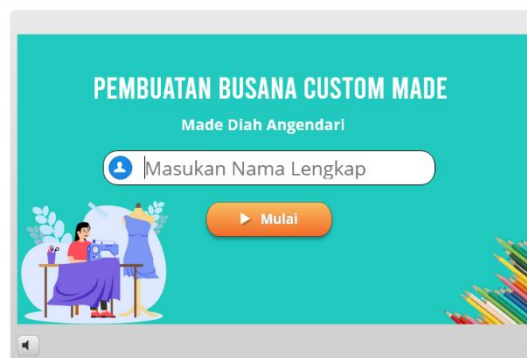 PEMBUATAN BUSANA CUSTOM MADE
Made Diah Angendari
Masukan Nama Lengkap
Mulai